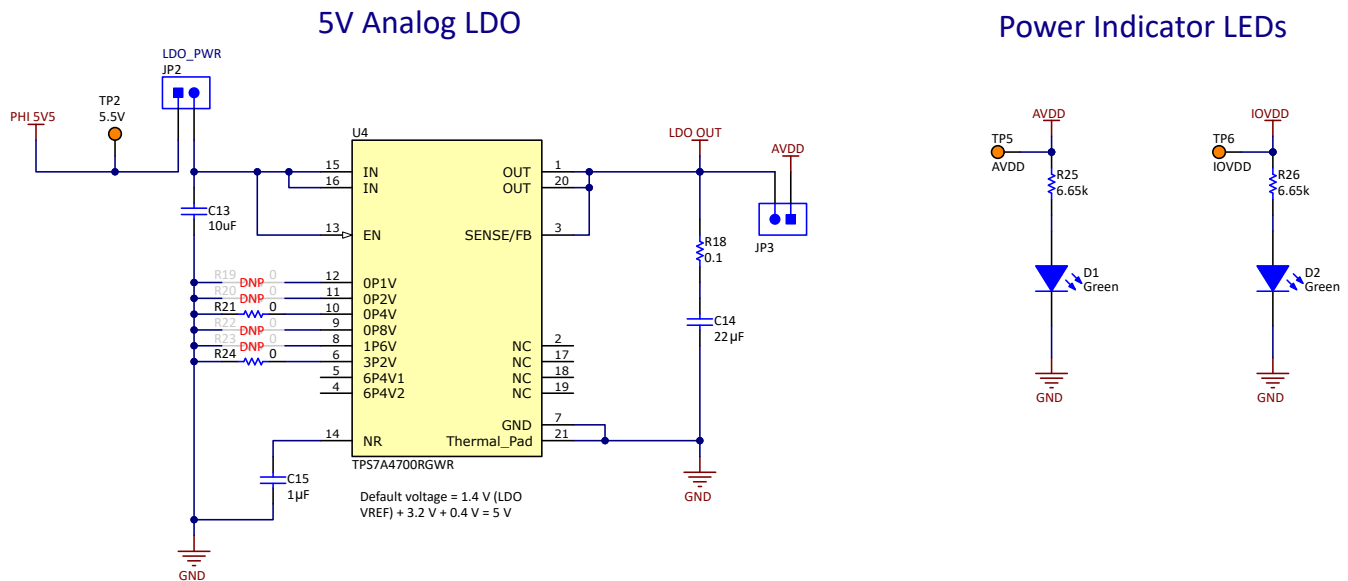 5V Analog LDO
Power Indicator LEDs
LDO_PWR
JP2
TP2
5.5V
PHI 5V5
U4
LDO OUT
AVDD
15 IN
16 IN
13 EN
12 0P1V
11 0P2V
10 0P4V
9 0P8V
8 1P6V
6 3P2V
5 6P4V1
4 6P4V2
14 NR
OUT 1
OUT 20
SENSE/FB 3
NC 2
NC 17
NC 18
NC 19
GND 7
Thermal_Pad 21
TPS7A4700RGWR
C13
10uF
R19 DNP 0
R20 DNP 0
R21 0
R22 DNP 0
R23 DNP 0
R24 0
C15
1µF
GND
Default voltage = 1.4 V (LDO
VREF) + 3.2 V + 0.4 V = 5 V
JP3
R18
0.1
C14
22µF
GND
AVDD
TP5
AVDD
R25
6.65k
D1
Green
GND
IOVDD
TP6
IOVDD
R26
6.65k
D2
Green
GND